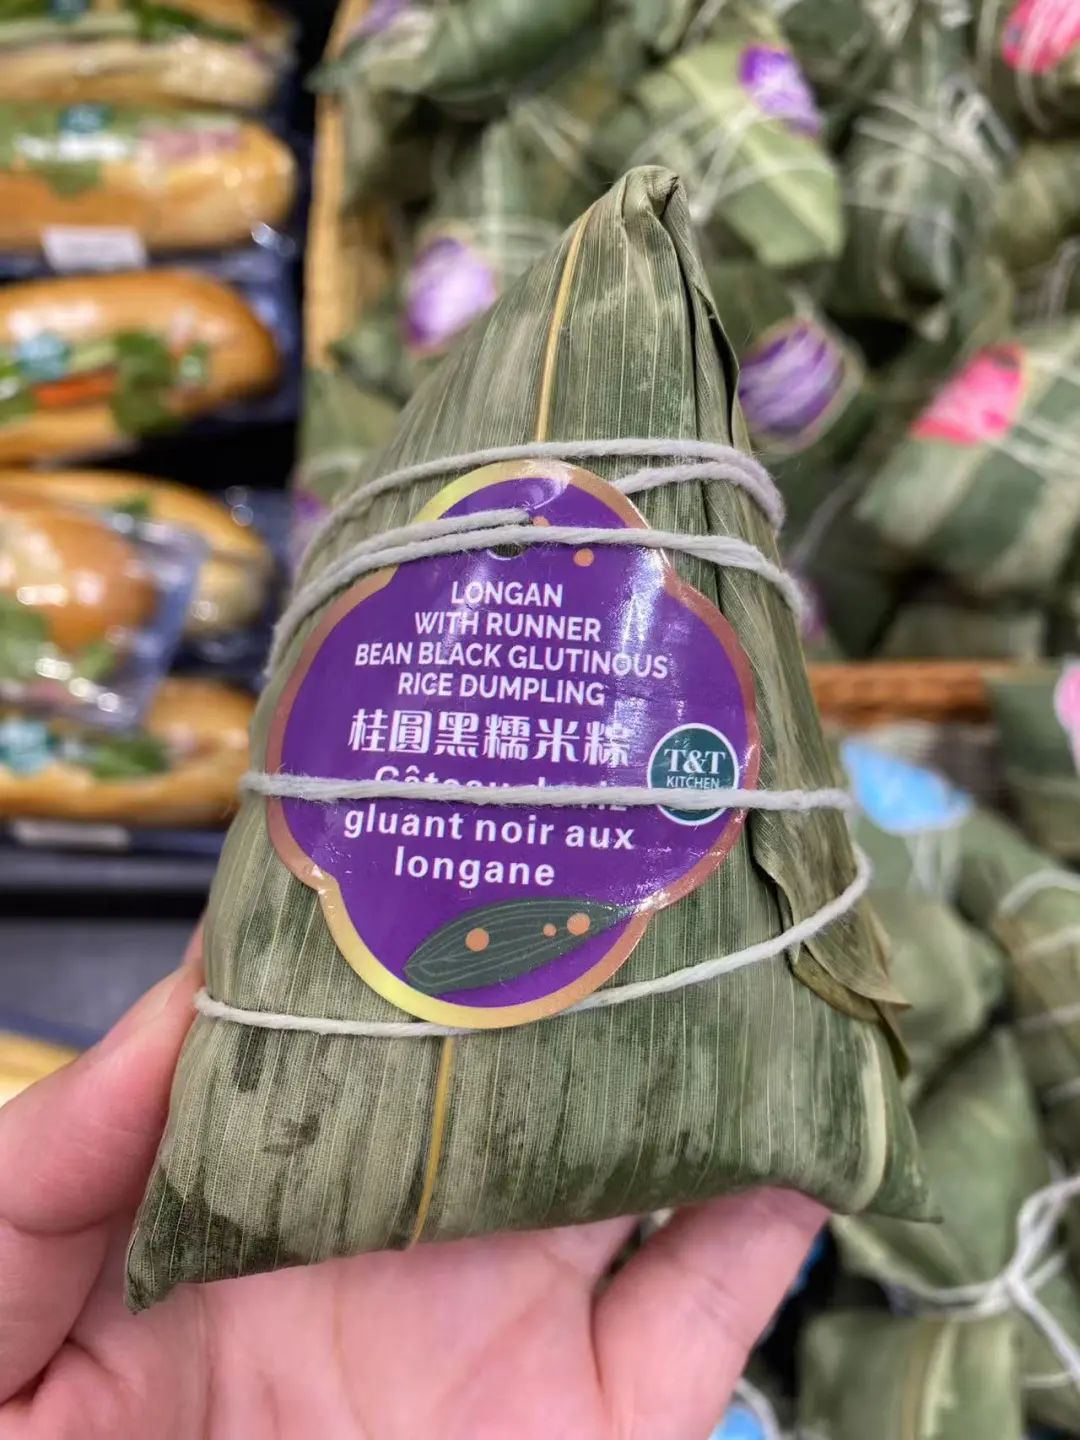 LONGAN
WITH RUNNER
BEAN BLACK GLUTINOUS
RICE DUMPLING
桂圓黑糯米粽
T&T
KITCHEN
gluant noir aux
longane